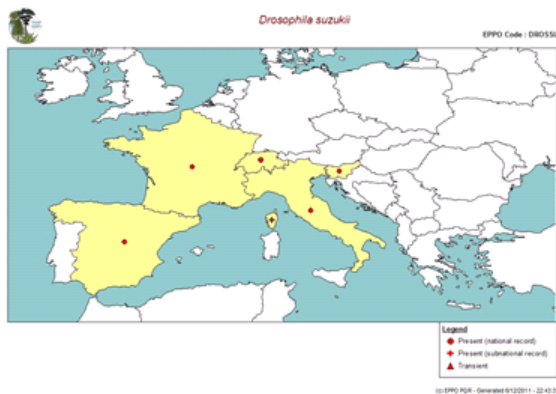 Drosophila suzukii
EPPO Code : DROSSU
Legend
Present (national record)
Present (subnational record)
Transient
(c) EPPO PQR - Generated 6/12/2011 - 22:43:3